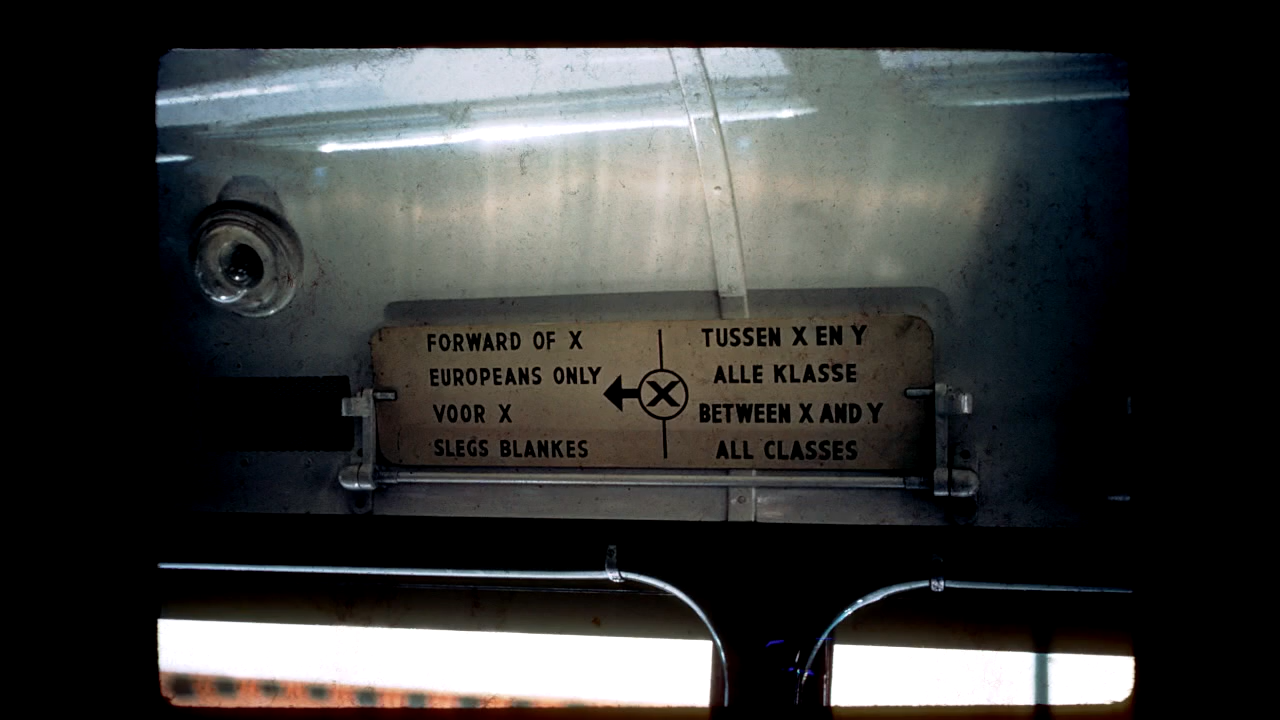 FORWARD OF X
EUROPEANS ONLY
VOOR X
SLEGS BLANKES
X
TUSSEN X EN Y
ALLE KLASSE
BETWEEN X AND Y
ALL CLASSES